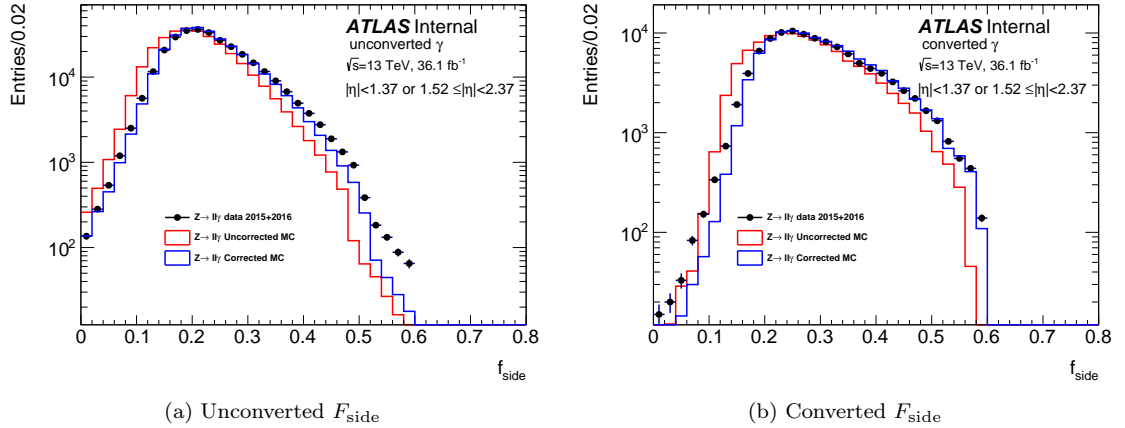 Entries/0.02
10⁴
10³
10²
0 0.1 0.2 0.3 0.4 0.5 0.6 0.7 0.8
f_side
ATLAS Internal
unconverted γ
√s=13 TeV, 36.1 fb⁻¹
|η|<1.37 or 1.52 ≤|η|<2.37
Z→ llγ data 2015+2016
Z→ llγ Uncorrected MC
Z→ llγ Corrected MC
(a) Unconverted F_side
Entries/0.02
10⁴
10³
10²
0 0.1 0.2 0.3 0.4 0.5 0.6 0.7 0.8
f_side
ATLAS Internal
converted γ
√s=13 TeV, 36.1 fb⁻¹
|η|<1.37 or 1.52 ≤|η|<2.37
Z→ llγ data 2015+2016
Z→ llγ Uncorrected MC
Z→ llγ Corrected MC
(b) Converted F_side